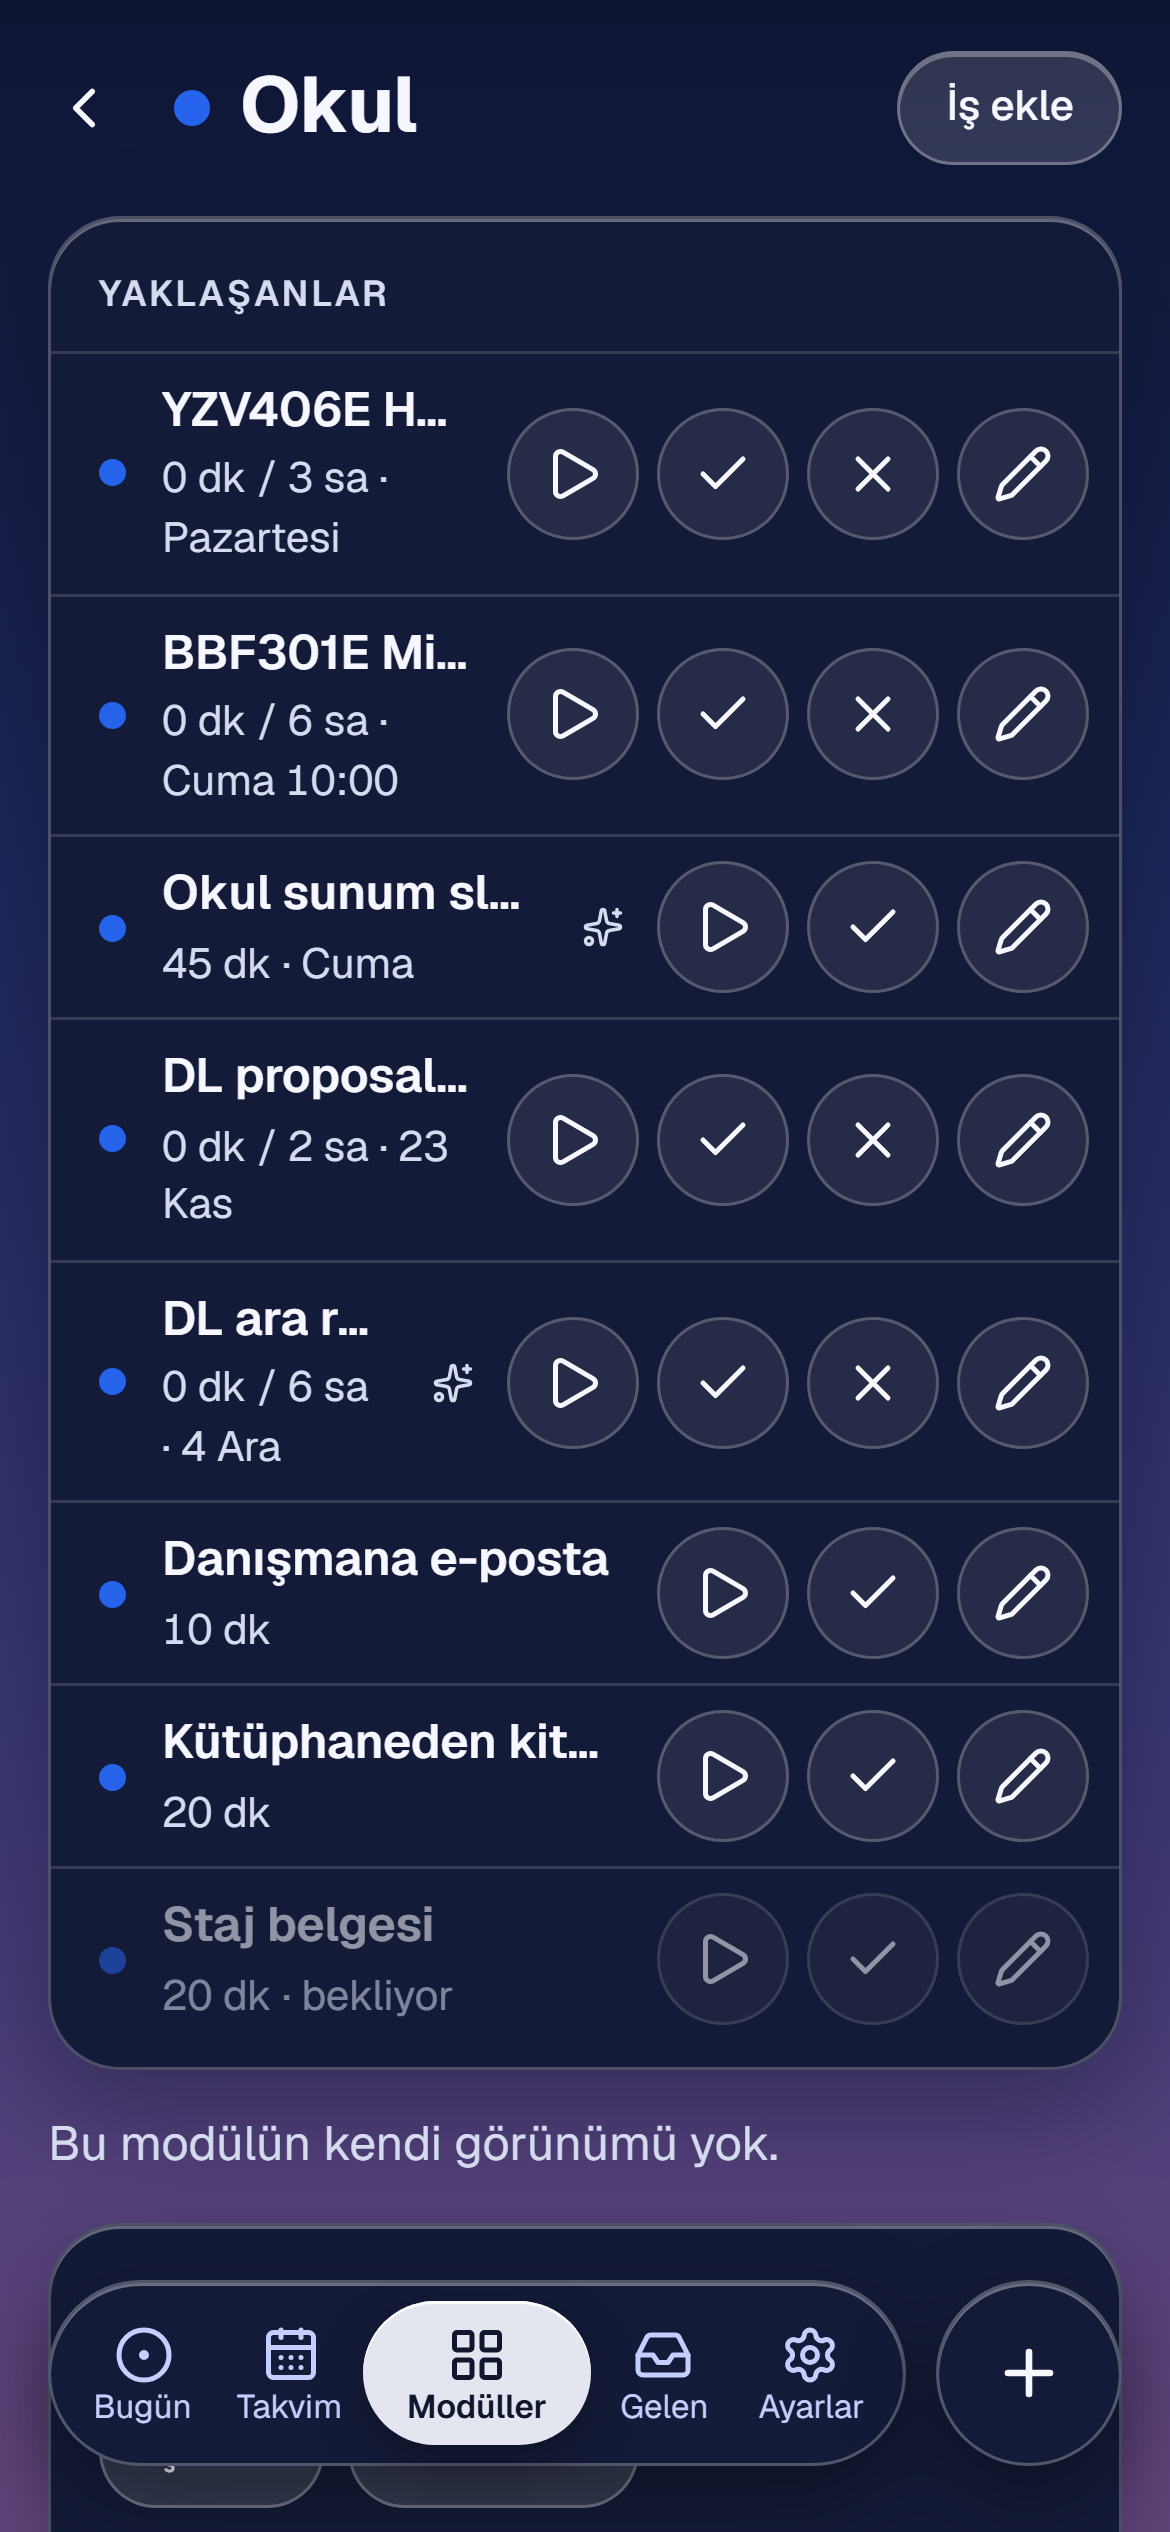 Okul
İş ekle
YAKLAŞANLAR
YZV406E H...
0 dk / 3 sa ·
Pazartesi
BBF301E Mi...
0 dk / 6 sa ·
Cuma 10:00
Okul sunum sl...
45 dk · Cuma
DL proposal...
0 dk / 2 sa · 23
Kas
DL ara r...
0 dk / 6 sa
· 4 Ara
Danışmana e-posta
10 dk
Kütüphaneden kit...
20 dk
Staj belgesi
20 dk · bekliyor
Bu modülün kendi görünümü yok.
Bugün
Takvim
Modüller
Gelen
Ayarlar